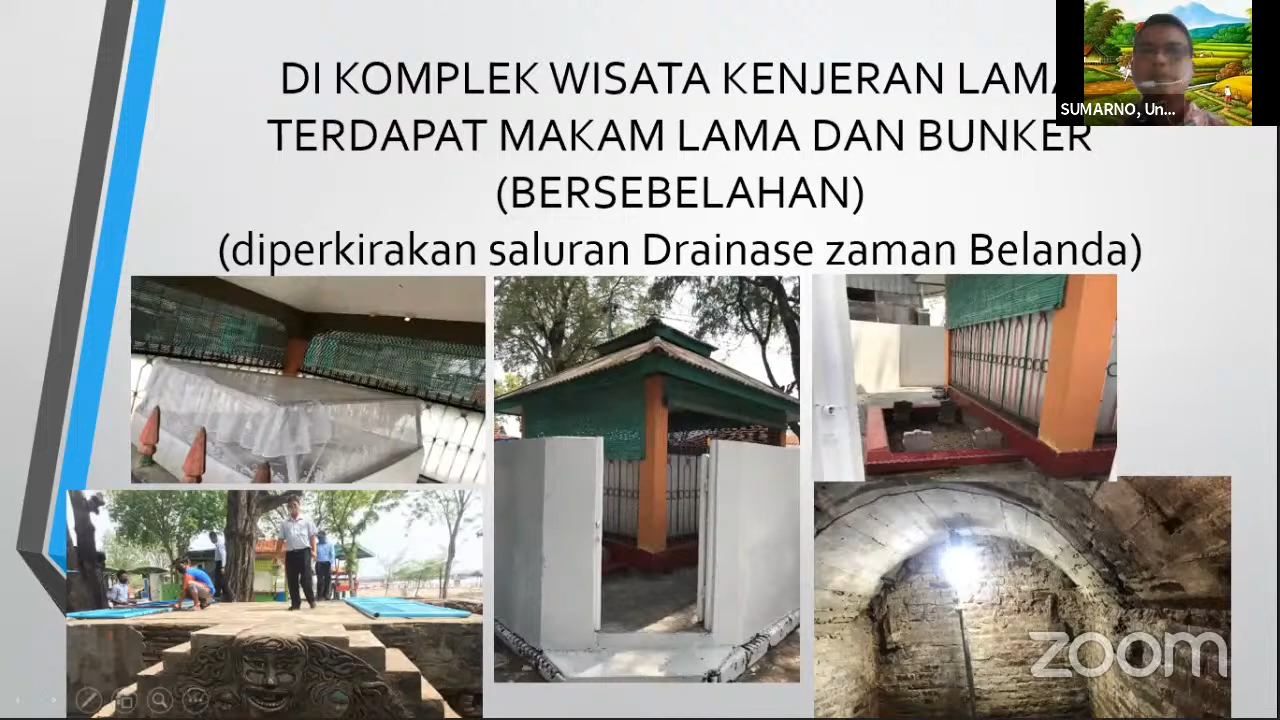 DI KOMPLEK WISATA KENJERAN LAMA
TERDAPAT MAKAM LAMA DAN BUNKER
(BERSEBELAHAN)
(diperkirakan saluran Drainase zaman Belanda)
SUMARNO, Un...
zoom